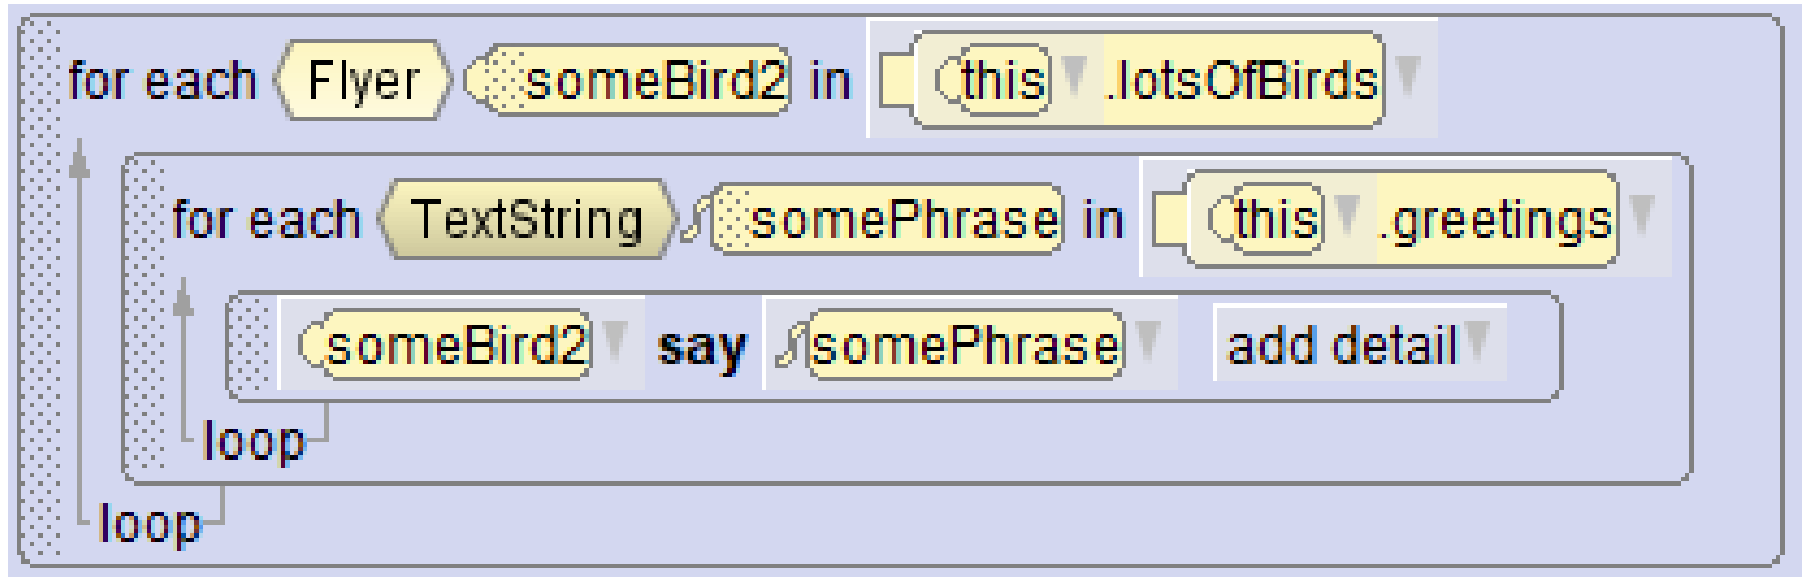 for each Flyer someBird2 in this .lotsOfBirds
for each TextString somePhrase in this .greetings
someBird2 say somePhrase add detail
loop
loop